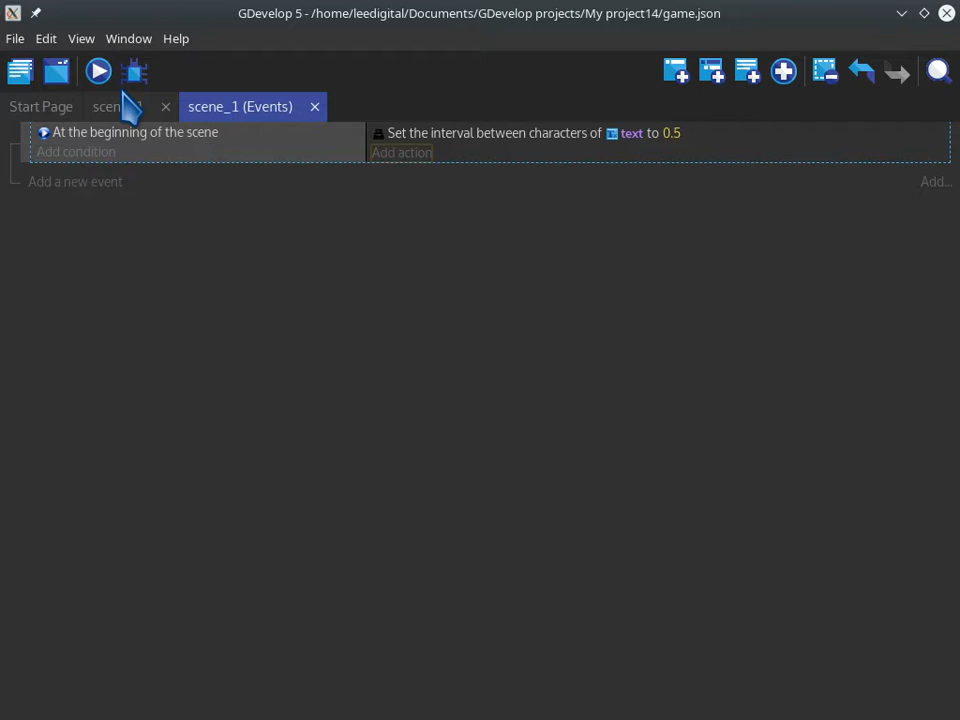 GDevelop 5 - /home/leedigital/Documents/GDevelop projects/My project14/game.json
File Edit View Window Help
Start Page scen 1 scene_1 (Events)
At the beginning of the scene
Add condition
Set the interval between characters of text to 0.5
Add action
Add a new event
Add...